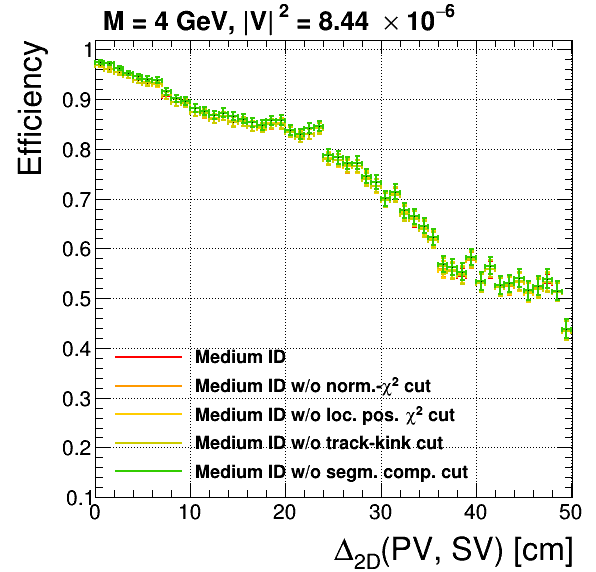 M = 4 GeV, |V|² = 8.44 × 10⁻⁶
Efficiency
1
0.9
0.8
0.7
0.6
0.5
0.4
0.3
0.2
0.1
Medium ID
Medium ID w/o norm.-χ² cut
Medium ID w/o loc. pos. χ² cut
Medium ID w/o track-kink cut
Medium ID w/o segm. comp. cut
0 10 20 30 40 50
Δ₂D(PV, SV) [cm]